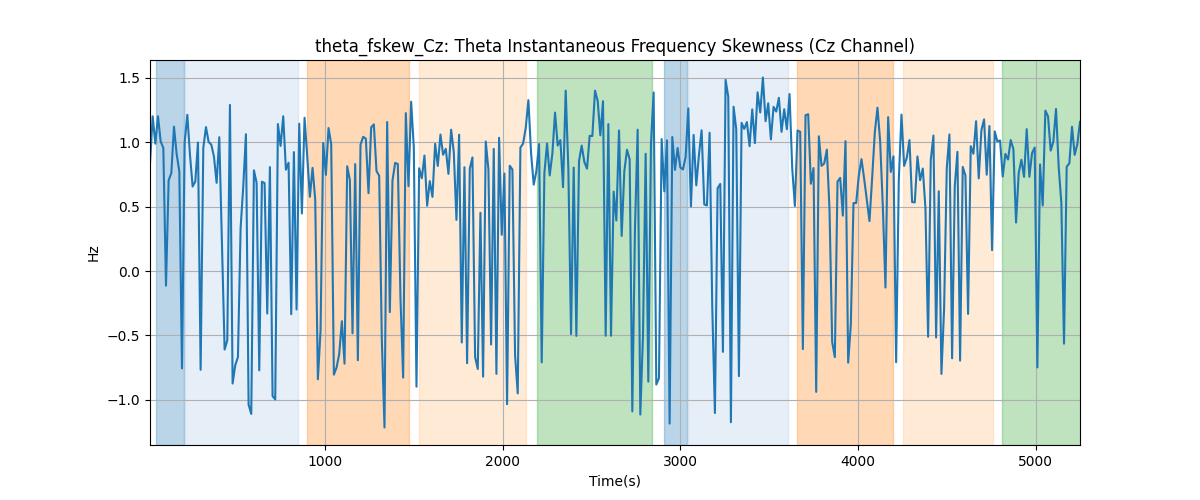 theta_fskew_Cz: Theta Instantaneous Frequency Skewness (Cz Channel)
1.5
1.0
0.5
0.0
−0.5
−1.0
Hz
1000 2000 3000 4000 5000
Time(s)